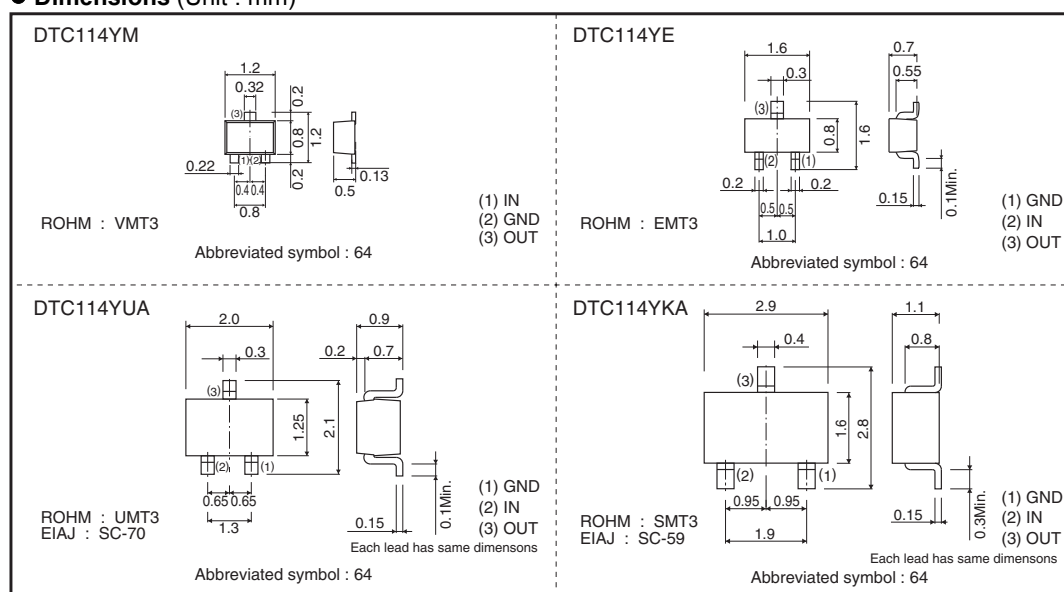 ● Dimensions (Unit : mm)
DTC114YM
1.2
0.32
0.2
(3)
0.8
1.2
(1)
(2)
0.22
0.4
0.4
0.2
0.8
0.13
0.5
(1) IN
(2) GND
(3) OUT
ROHM : VMT3
Abbreviated symbol : 64
DTC114YE
1.6
0.3
0.7
0.55
(3)
0.8
1.6
(2)
(1)
0.2
0.2
0.15
0.1Min.
0.5
0.5
1.0
(1) GND
(2) IN
(3) OUT
ROHM : EMT3
Abbreviated symbol : 64
DTC114YUA
2.0
0.9
0.3
0.2
0.7
(3)
1.25
2.1
(2)
(1)
0.65
0.65
1.3
0.15
0.1Min.
(1) GND
(2) IN
(3) OUT
ROHM : UMT3
EIAJ : SC-70
Each lead has same dimensons
Abbreviated symbol : 64
DTC114YKA
2.9
1.1
0.4
0.8
(3)
1.6
2.8
(2)
(1)
0.95
0.95
1.9
0.15
0.3Min.
(1) GND
(2) IN
(3) OUT
ROHM : SMT3
EIAJ : SC-59
Each lead has same dimensions
Abbreviated symbol : 64